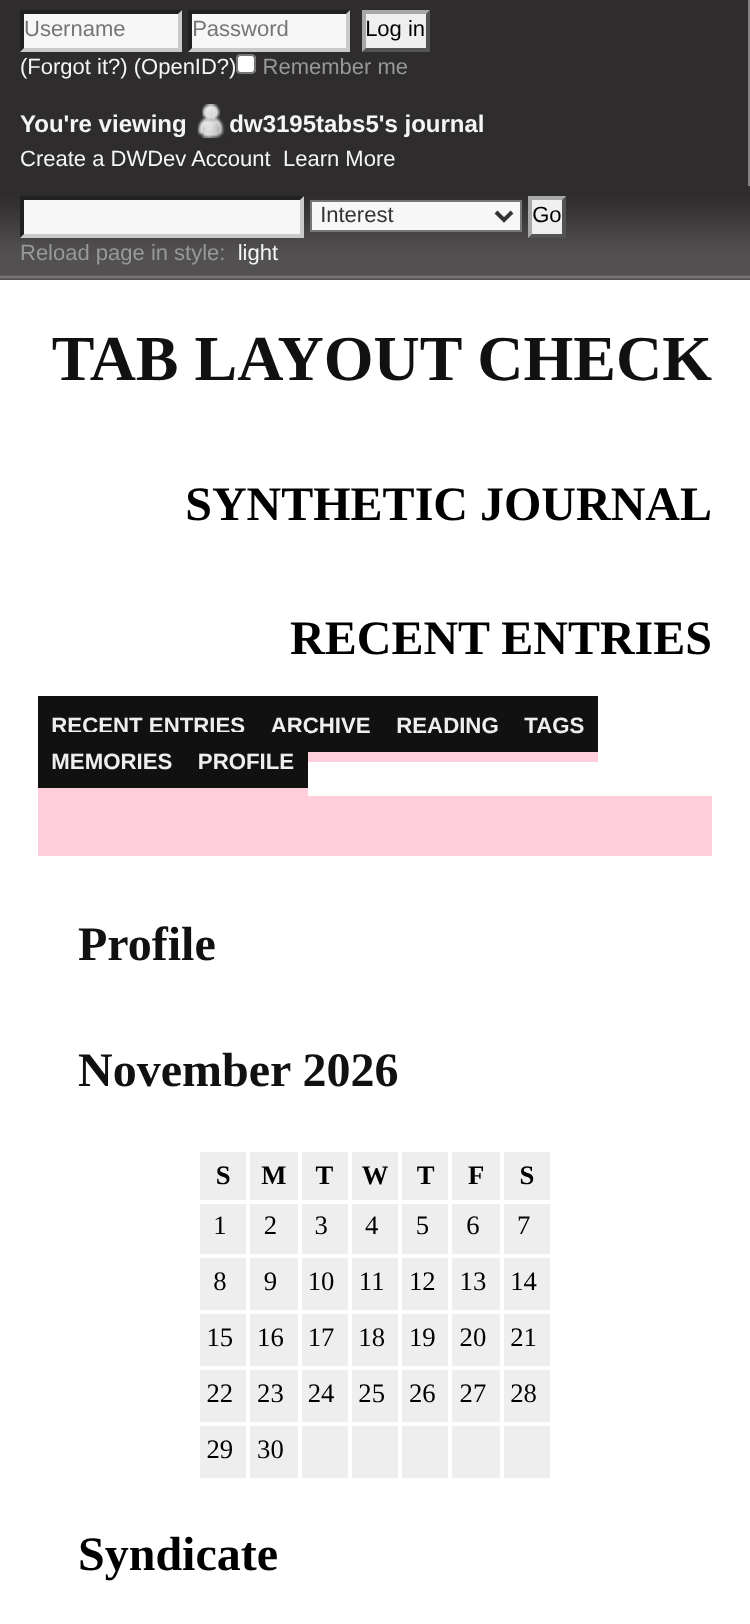 Username Password Log in
(Forgot it?) (OpenID?) Remember me
You're viewing dw3195tabs5's journal
Create a DWDev Account Learn More
Interest Go
Reload page in style: light
TAB LAYOUT CHECK
SYNTHETIC JOURNAL
RECENT ENTRIES
RECENT ENTRIES ARCHIVE READING TAGS
MEMORIES PROFILE
Profile
November 2026
S M T W T F S
1 2 3 4 5 6 7
8 9 10 11 12 13 14
15 16 17 18 19 20 21
22 23 24 25 26 27 28
29 30
Syndicate